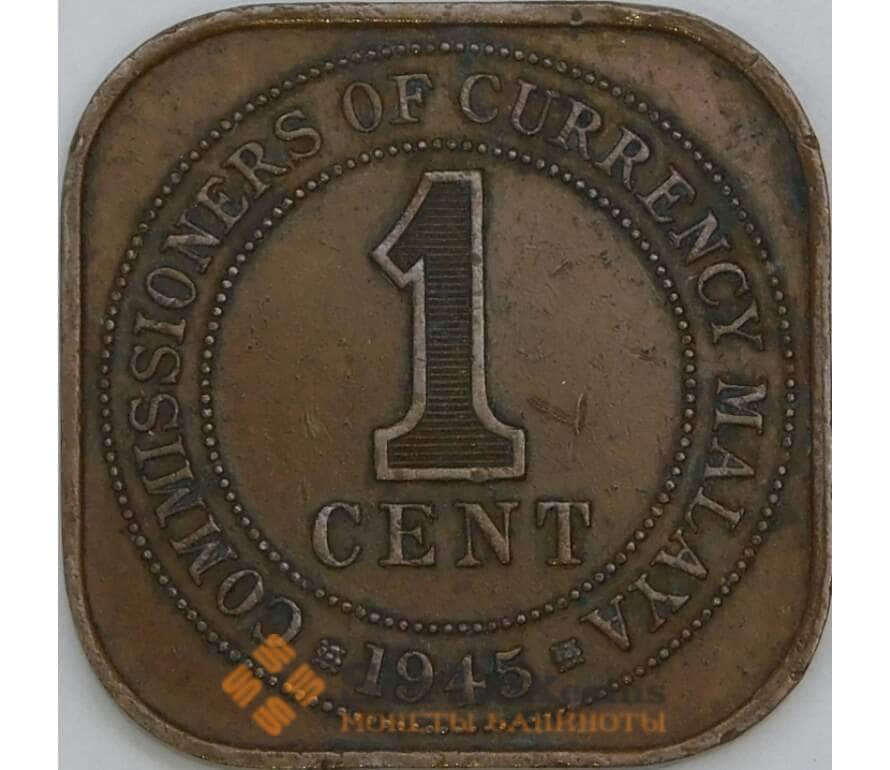 COMMISSIONERS OF CURRENCY MALAYA
1
CENT
1945
МОНЕТЫ БАНКНОТЫ